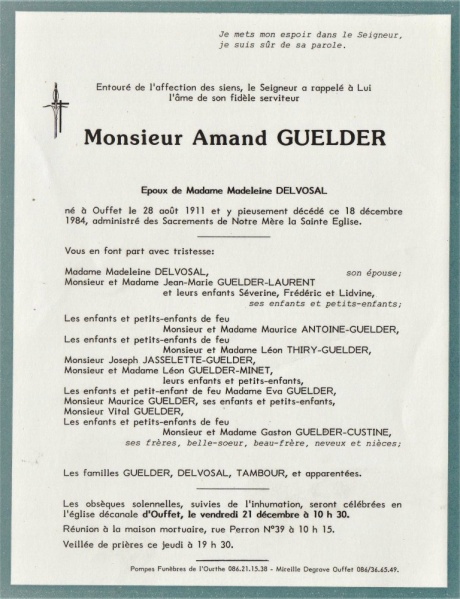 Je mets mon espoir dans le Seigneur,
je suis sûr de sa parole.
Entouré de l'affection des siens, le Seigneur a rappelé à Lui
l'âme de son fidèle serviteur
Monsieur Amand GUELDER
Epoux de Madame Madeleine DELVOSAL
né à Ouffet le 28 août 1911 et y pieusement décédé ce 18 décembre
1984, administré des Sacrements de Notre Mère la Sainte Eglise.
Vous en font part avec tristesse:
Madame Madeleine DELVOSAL, son épouse;
Monsieur et Madame Jean-Marie GUELDER-LAURENT
et leurs enfants Séverine, Frédéric et Lidvine,
ses enfants et petits-enfants;
Les enfants et petits-enfants de feu
Monsieur et Madame Maurice ANTOINE-GUELDER,
Les enfants et petits-enfants de feu
Monsieur et Madame Léon THIRY-GUELDER,
Monsieur Joseph JASSELETTE-GUELDER,
Monsieur et Madame Léon GUELDER-MINET,
leurs enfants et petits-enfants,
Les enfants et petit-enfant de feu Madame Eva GUELDER,
Monsieur Maurice GUELDER, ses enfants et petits-enfants,
Monsieur Vital GUELDER,
Les enfants et petits-enfants de feu
Monsieur et Madame Gaston GUELDER-CUSTINE,
ses frères, belle-soeur, beau-frère, neveux et nièces;
Les familles GUELDER, DELVOSAL, TAMBOUR, et apparentées.
Les obsèques solennelles, suivies de l'inhumation, seront célébrées en
l'église décanale d'Ouffet, le vendredi 21 décembre à 10 h 30.
Réunion à la maison mortuaire, rue Perron N°39 à 10 h 15.
Veillée de prières ce jeudi à 19 h 30.
Pompes Funèbres de l'Ourthe 086.21.15.38 - Mireille Degrove Ouffet 086/36.65.49.